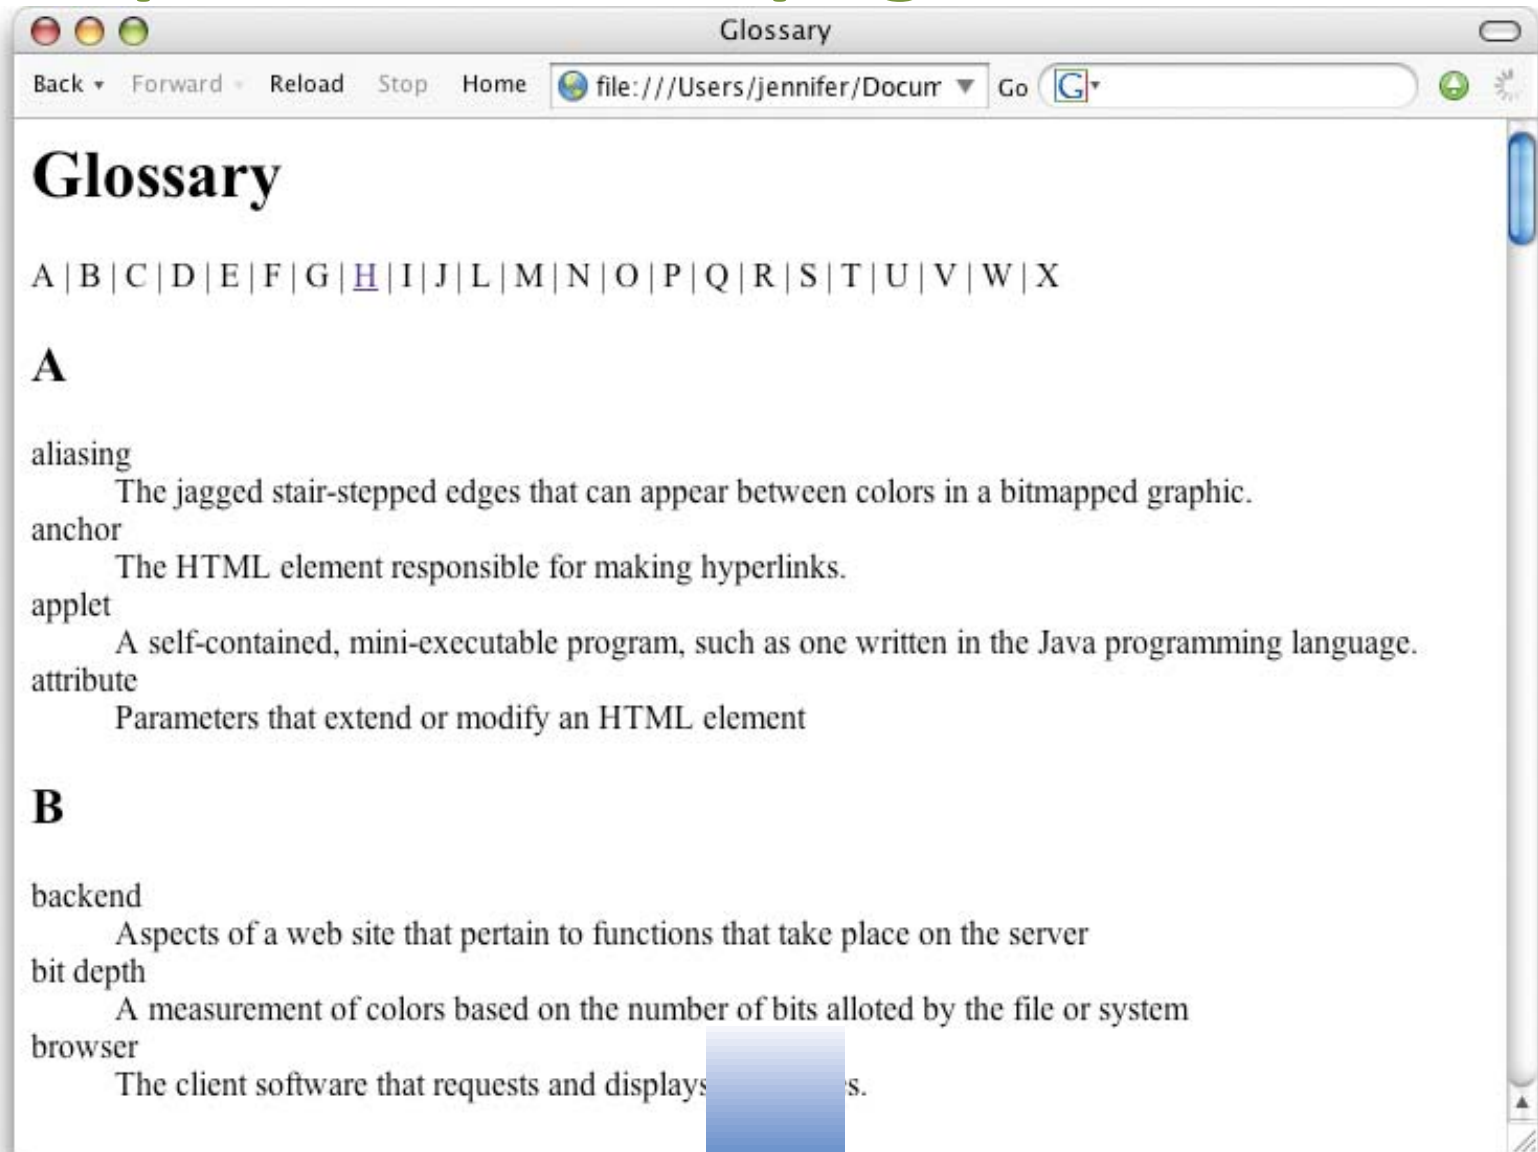 Glossary
Back Forward Reload Stop Home file:///Users/jennifer/Docum Go G
Glossary
A | B | C | D | E | F | G | H | I | J | L | M | N | O | P | Q | R | S | T | U | V | W | X
A
aliasing
The jagged stair-stepped edges that can appear between colors in a bitmapped graphic.
anchor
The HTML element responsible for making hyperlinks.
applet
A self-contained, mini-executable program, such as one written in the Java programming language.
attribute
Parameters that extend or modify an HTML element
B
backend
Aspects of a web site that pertain to functions that take place on the server
bit depth
A measurement of colors based on the number of bits alloted by the file or system
browser
The client software that requests and displays